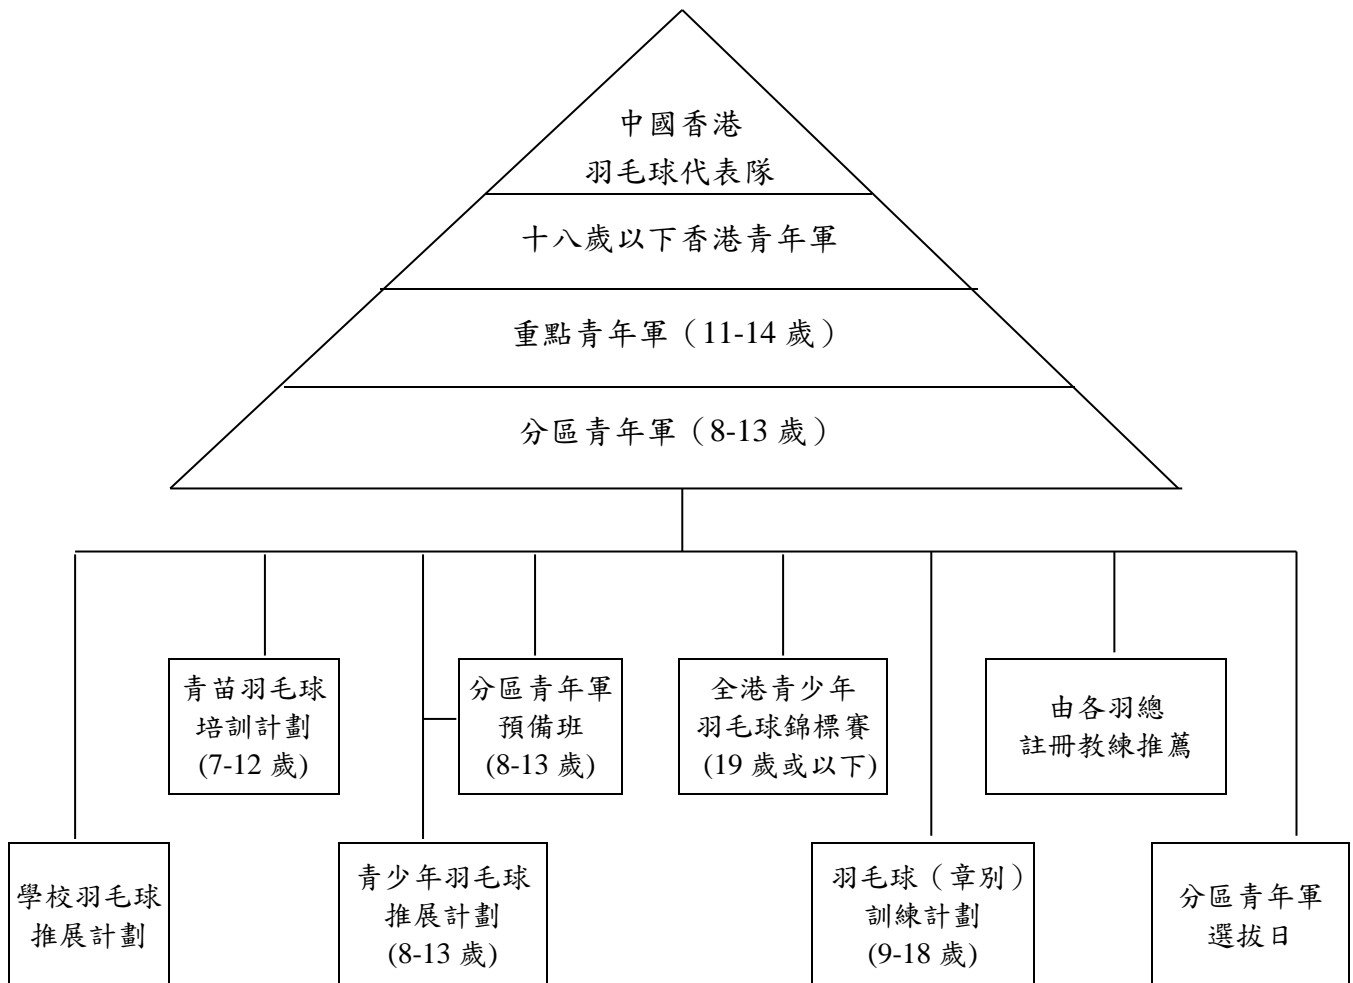 中國香港
羽毛球代表隊
十八歲以下香港青年軍
重點青年軍（11-14 歲）
分區青年軍（8-13 歲）
青苗羽毛球
培訓計劃
(7-12 歲)
分區青年軍
預備班
(8-13 歲)
全港青少年
羽毛球錦標賽
(19 歲或以下)
由各羽總
註冊教練推薦
學校羽毛球
推展計劃
青少年羽毛球
推展計劃
(8-13 歲)
羽毛球（章別）
訓練計劃
(9-18 歲)
分區青年軍
選拔日